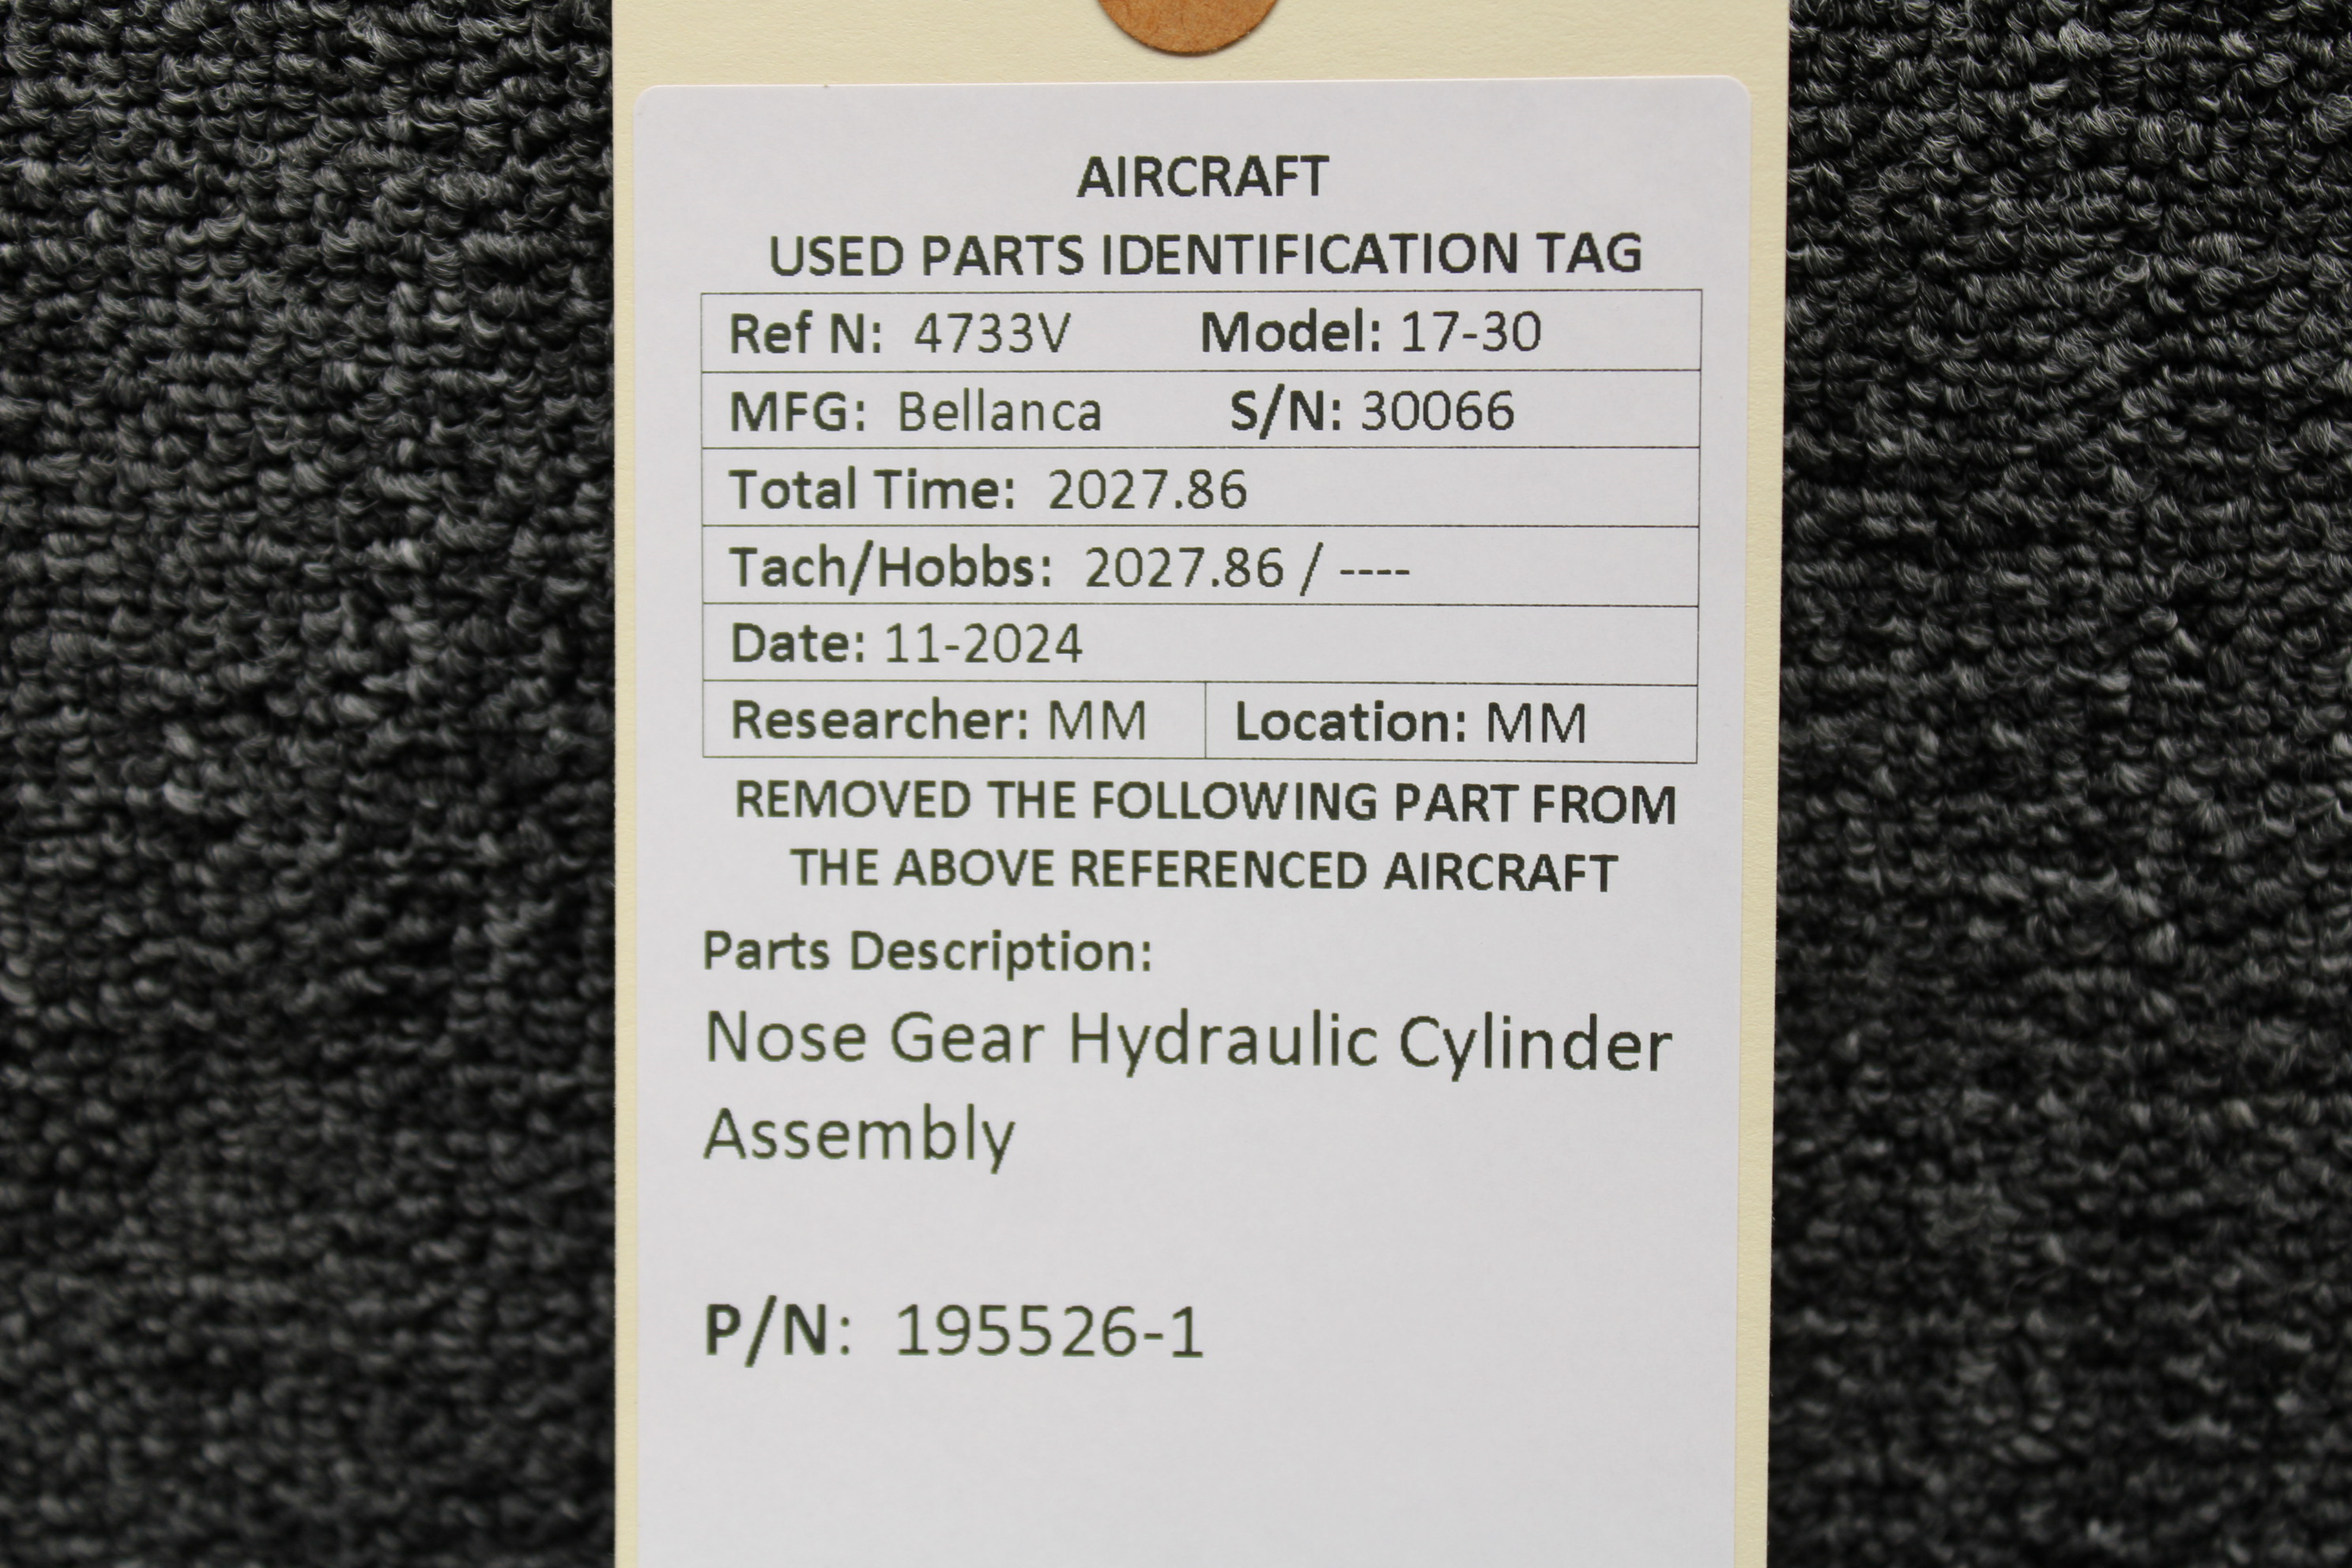 AIRCRAFT
USED PARTS IDENTIFICATION TAG
Ref N: 4733V Model: 17-30
MFG: Bellanca S/N: 30066
Total Time: 2027.86
Tach/Hobbs: 2027.86 / ----
Date: 11-2024
Researcher: MM Location: MM
REMOVED THE FOLLOWING PART FROM
THE ABOVE REFERENCED AIRCRAFT
Parts Description:
Nose Gear Hydraulic Cylinder
Assembly
P/N: 195526-1